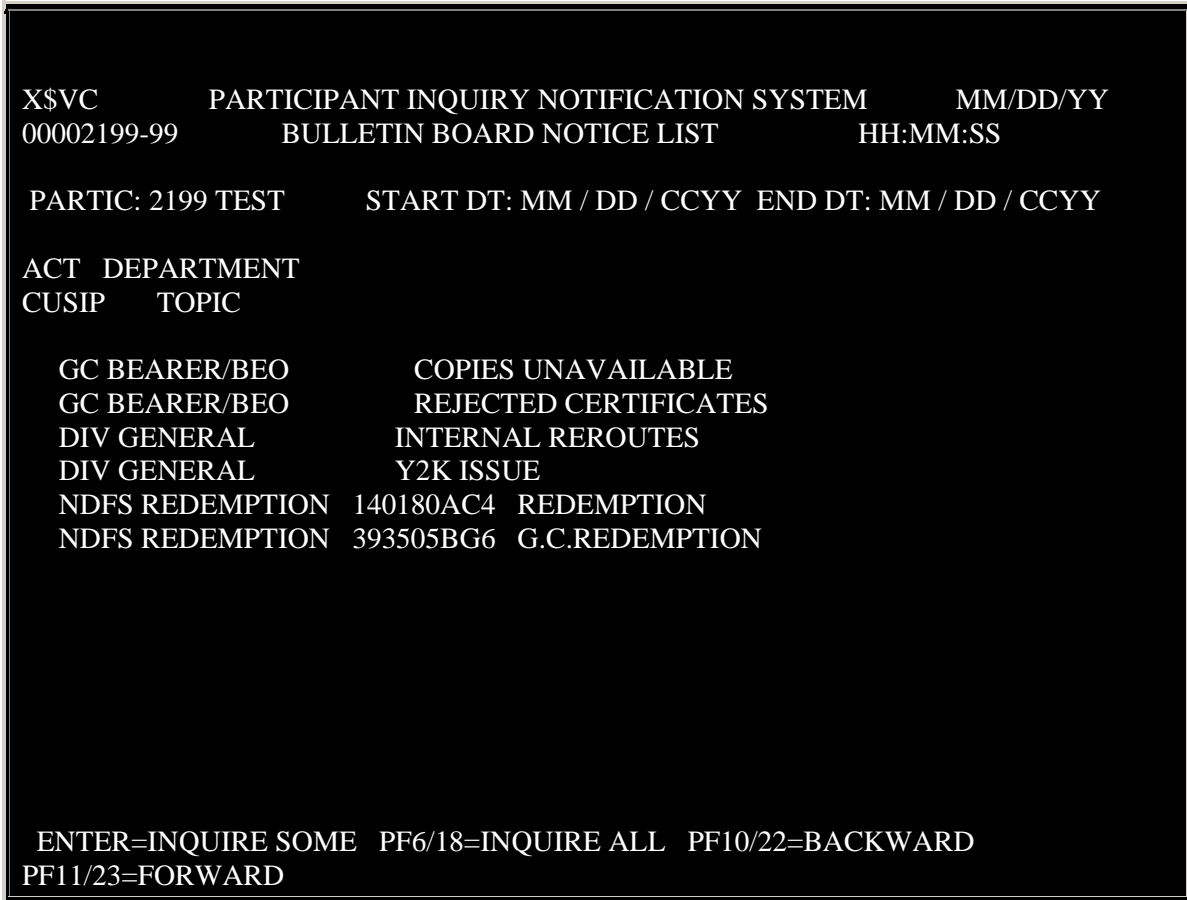 X$VC PARTICIPANT INQUIRY NOTIFICATION SYSTEM MM/DD/YY
00002199-99 BULLETIN BOARD NOTICE LIST HH:MM:SS
PARTIC: 2199 TEST START DT: MM / DD / CCYY END DT: MM / DD / CCYY
ACT DEPARTMENT
CUSIP TOPIC
GC BEARER/BEO COPIES UNAVAILABLE
GC BEARER/BEO REJECTED CERTIFICATES
DIV GENERAL INTERNAL REROUTES
DIV GENERAL Y2K ISSUE
NDFS REDEMPTION 140180AC4 REDEMPTION
NDFS REDEMPTION 393505BG6 G.C.REDEMPTION
ENTER=INQUIRE SOME PF6/18=INQUIRE ALL PF10/22=BACKWARD
PF11/23=FORWARD